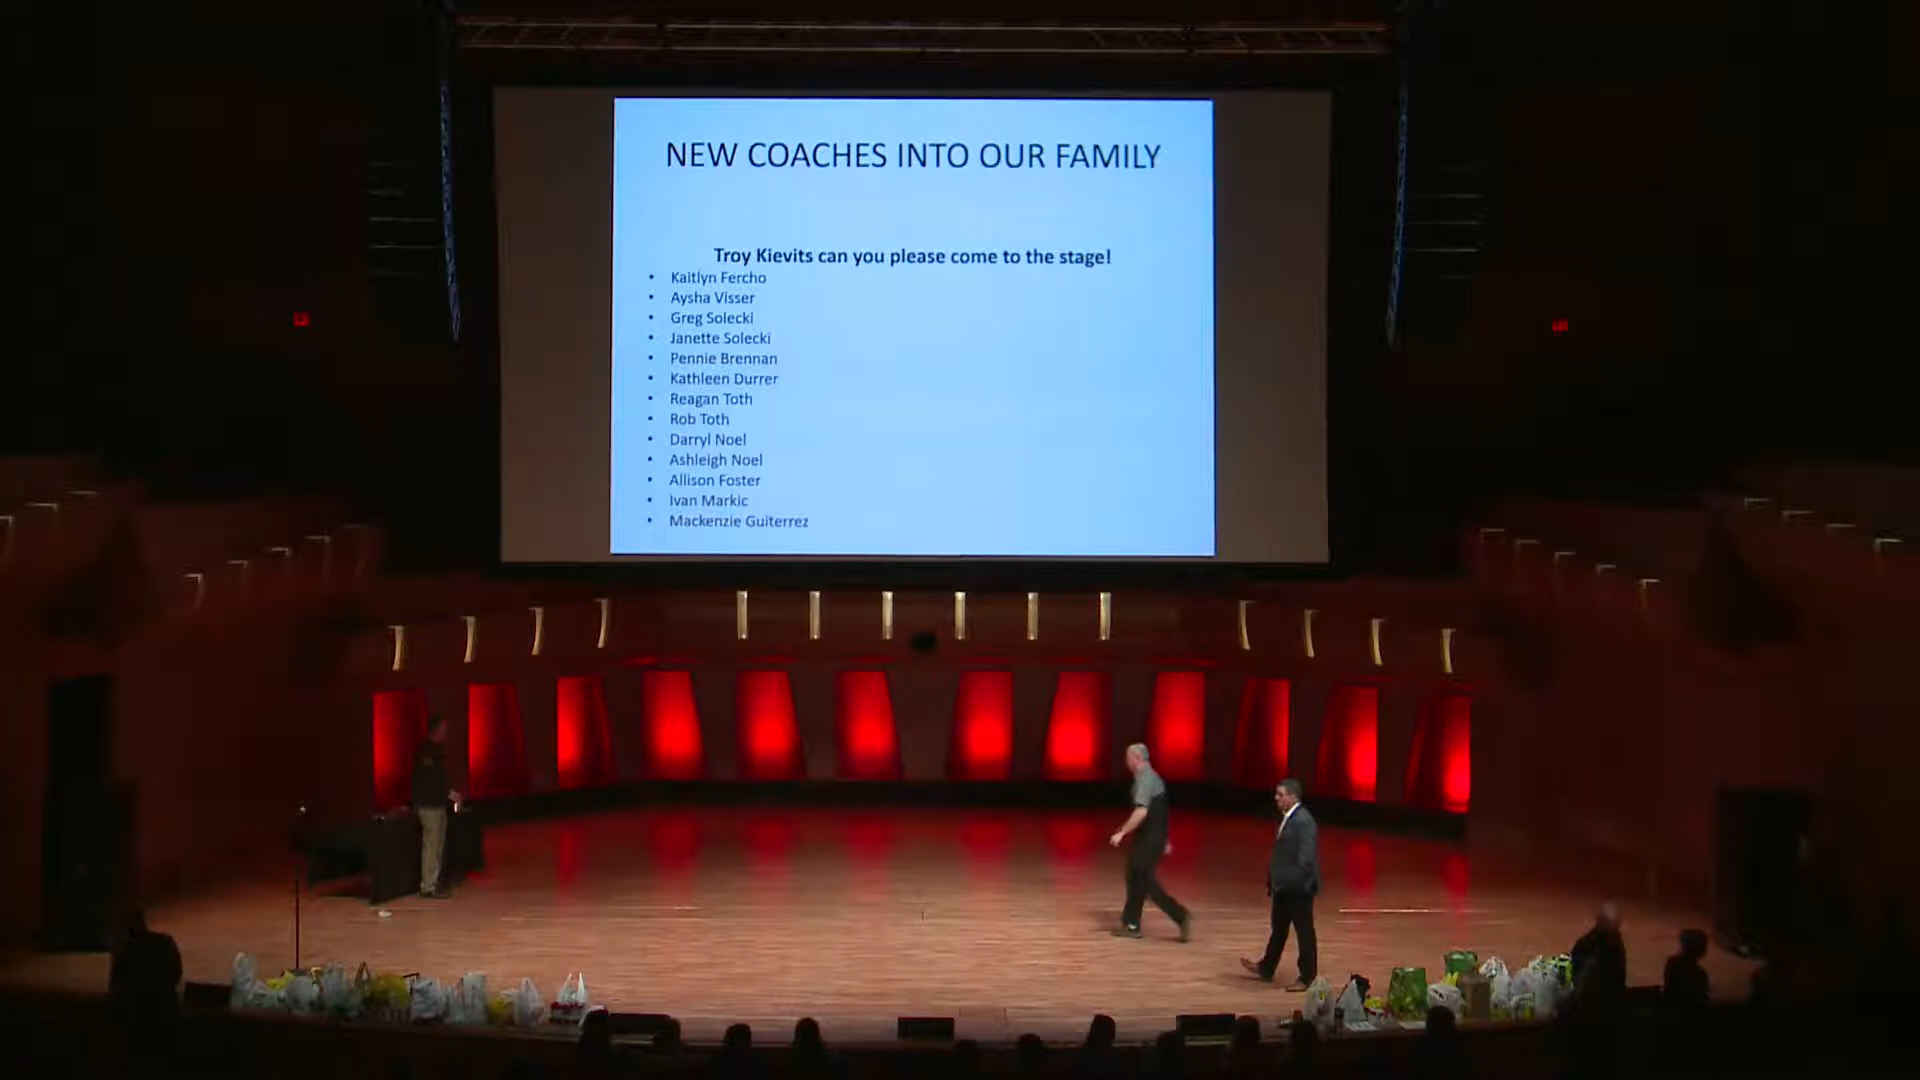 NEW COACHES INTO OUR FAMILY
Troy Kievits can you please come to the stage!
• Kaitlyn Fercho
• Aysha Visser
• Greg Solecki
• Janette Solecki
• Pennie Brennan
• Kathleen Durrer
• Reagan Toth
• Rob Toth
• Darryl Noel
• Ashleigh Noel
• Allison Foster
• Ivan Markic
• Mackenzie Guiterrez